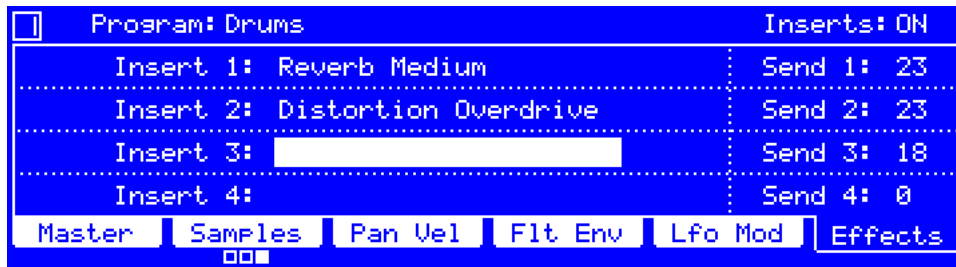 Program: Drums Inserts: ON
Insert 1: Reverb Medium Send 1: 23
Insert 2: Distortion Overdrive Send 2: 23
Insert 3: Send 3: 18
Insert 4: Send 4: 0
Master Samples Pan Vel Flt Env Lfo Mod Effects